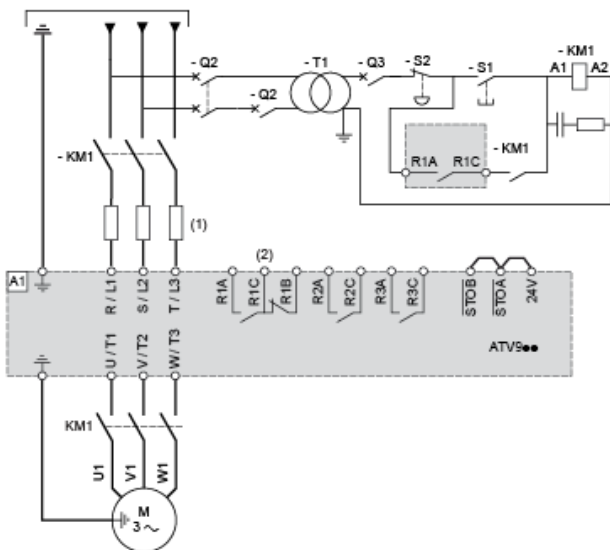 - Q2
- T1
- Q3
- S2
- S1
- KM1
A1
A2
- Q2
- KM1
R1A
R1C
- KM1
(1)
(2)
A1
R / L1
S / L2
T / L3
R1A
R1C
R1B
R2A
R2C
R3A
R3C
STOB
STOA
24V
U / T1
V / T2
W / T3
ATV9●●
KM1
U1
V1
W1
M
3 ~